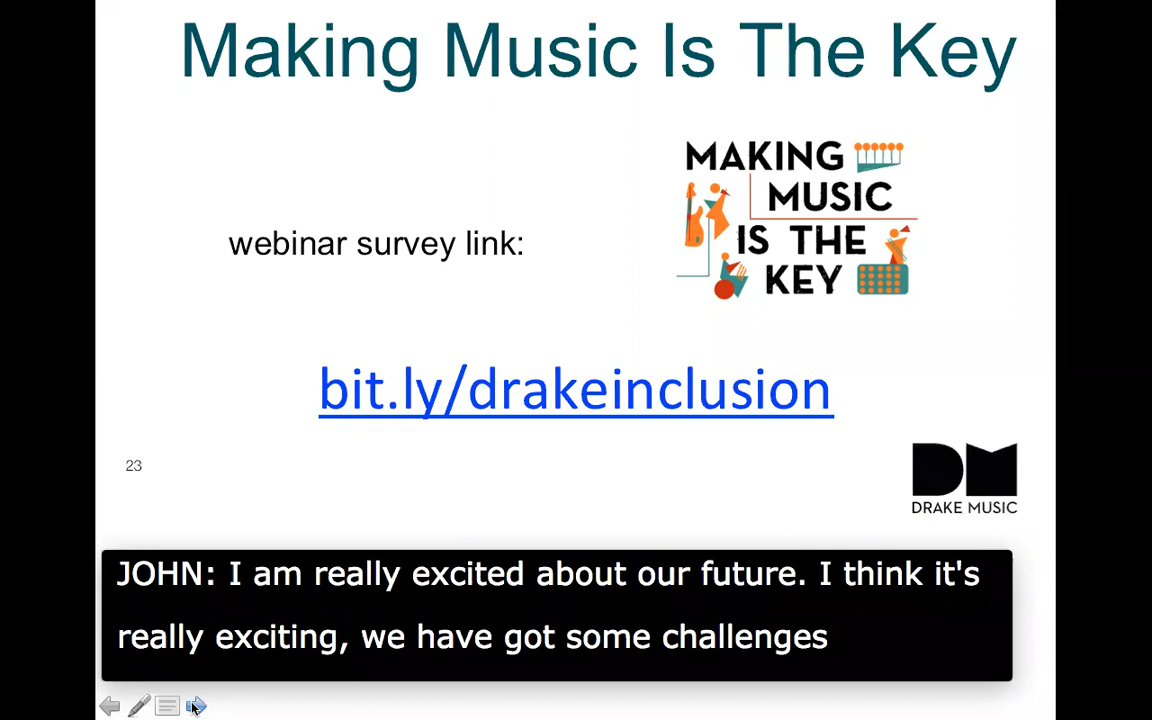 Making Music Is The Key
MAKING
MUSIC
IS THE
KEY
webinar survey link:
bit.ly/drakeinclusion
23
DM
DRAKE MUSIC
JOHN: I am really excited about our future. I think it's
really exciting, we have got some challenges